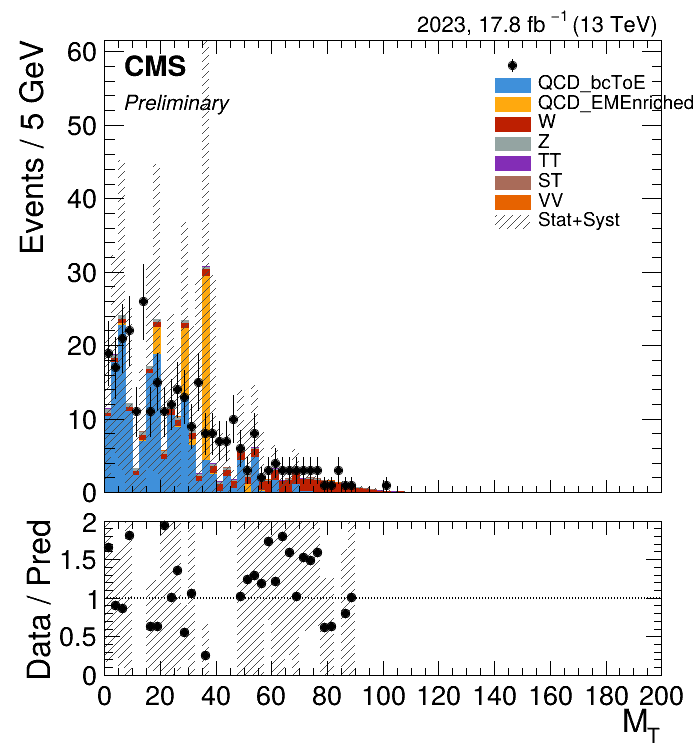 2023, 17.8 fb⁻¹ (13 TeV)
CMS
Preliminary
Events / 5 GeV
60
50
40
30
20
10
0
QCD_bcToE
QCD_EMEnriched
W
Z
TT
ST
VV
Stat+Syst
Data / Pred
2
1.5
1
0.5
0
0 20 40 60 80 100 120 140 160 180 200
M_T